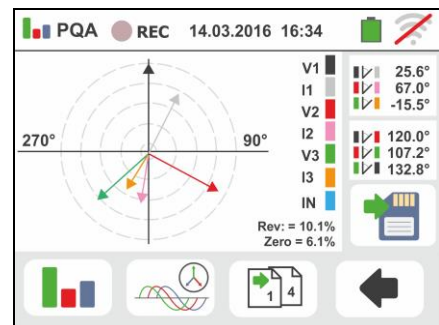 PQA REC 14.03.2016 16:34
270°
90°
V1
I1
V2
I2
V3
I3
IN
Rev: = 10.1%
Zero = 6.1%
25.6°
67.0°
-15.5°
120.0°
107.2°
132.8°
1 4